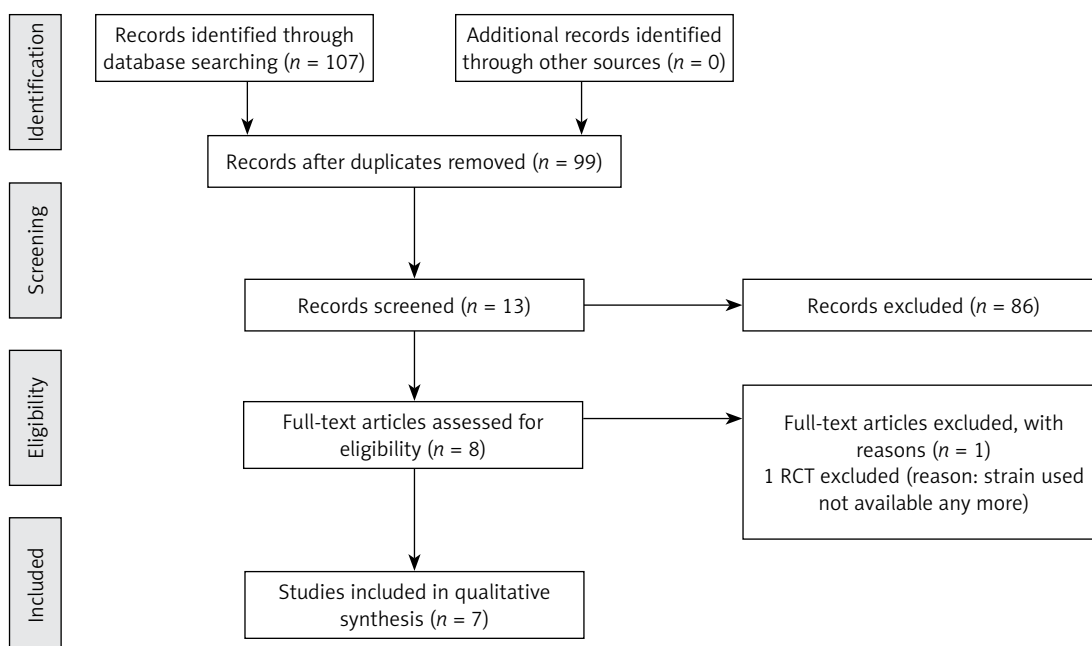 Identification
Records identified through
database searching (n = 107)
Additional records identified
through other sources (n = 0)
Records after duplicates removed (n = 99)
Screening
Records screened (n = 13)
Records excluded (n = 86)
Eligibility
Full-text articles assessed for
eligibility (n = 8)
Full-text articles excluded, with
reasons (n = 1)
1 RCT excluded (reason: strain used
not available any more)
Included
Studies included in qualitative
synthesis (n = 7)